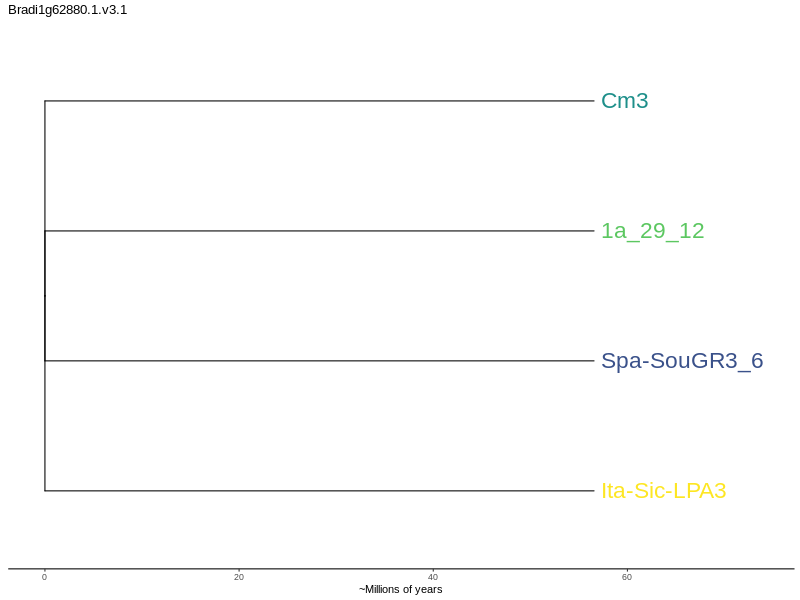 Bradi1g62880.1.v3.1
Cm3
1a_29_12
Spa-SouGR3_6
Ita-Sic-LPA3
0 20 40 60
~Millions of years